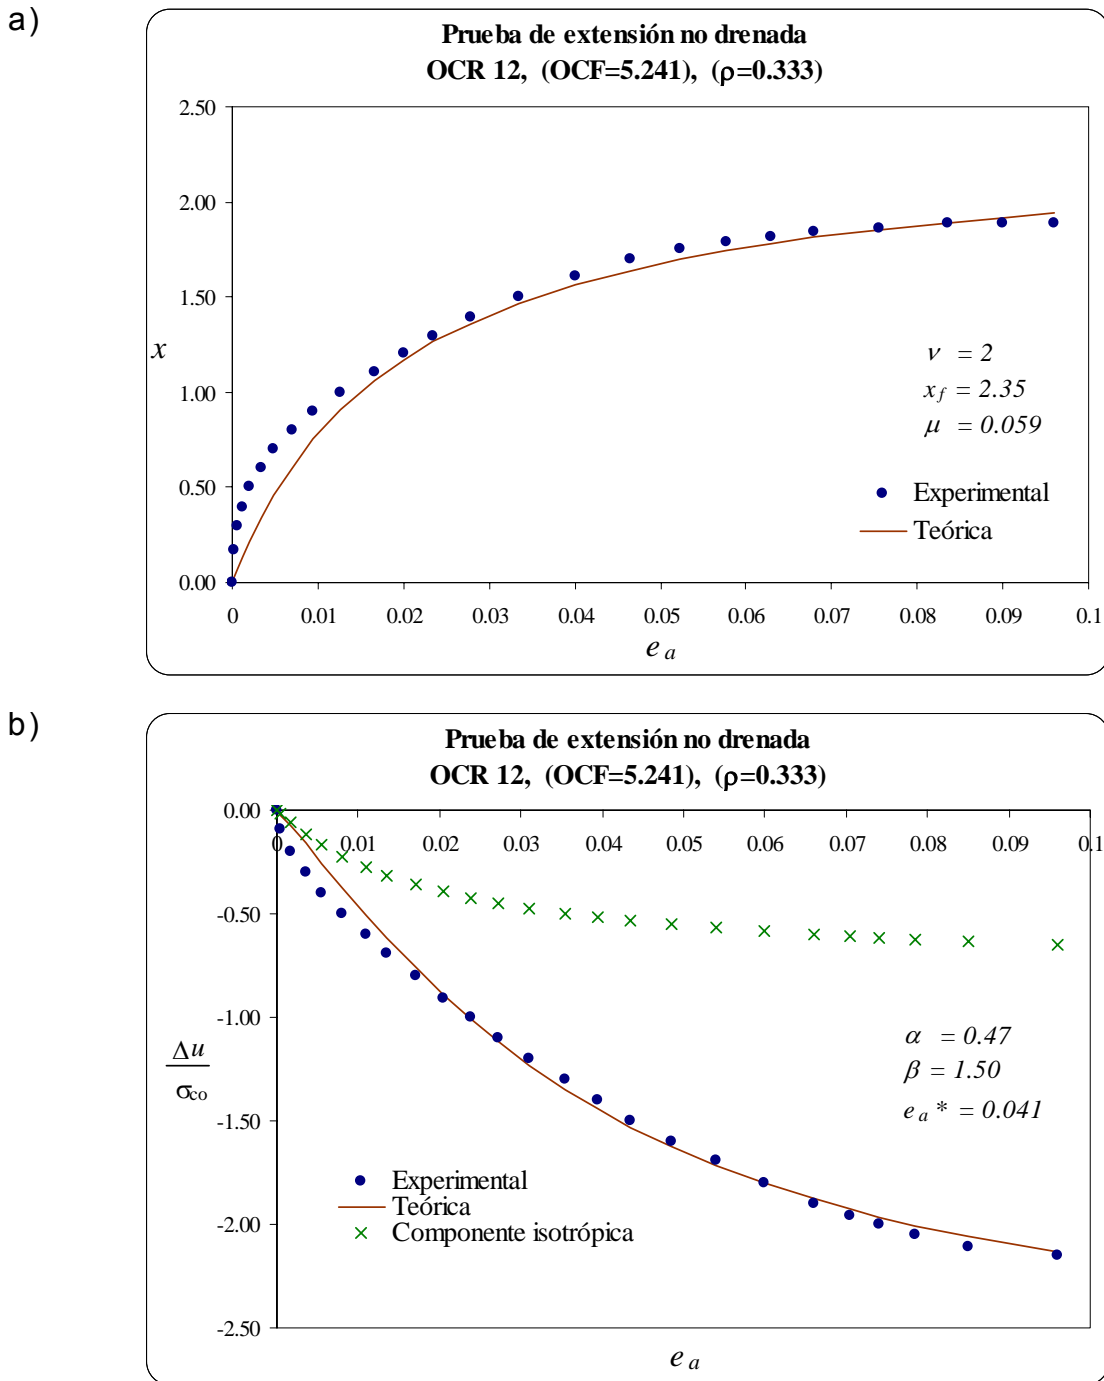 a)
Prueba de extensión no drenada
OCR 12, (OCF=5.241), (ρ=0.333)
2.50
2.00
1.50
1.00
0.50
0.00
x
0 0.01 0.02 0.03 0.04 0.05 0.06 0.07 0.08 0.09 0.1
e a
ν = 2
x f = 2.35
μ = 0.059
Experimental
Teórica
b)
Prueba de extensión no drenada
OCR 12, (OCF=5.241), (ρ=0.333)
0.00
0 0.01 0.02 0.03 0.04 0.05 0.06 0.07 0.08 0.09 0.1
-0.50
-1.00
-1.50
-2.00
-2.50
Δu
σco
α = 0.47
β = 1.50
e a * = 0.041
Experimental
Teórica
Componente isotrópica
e a